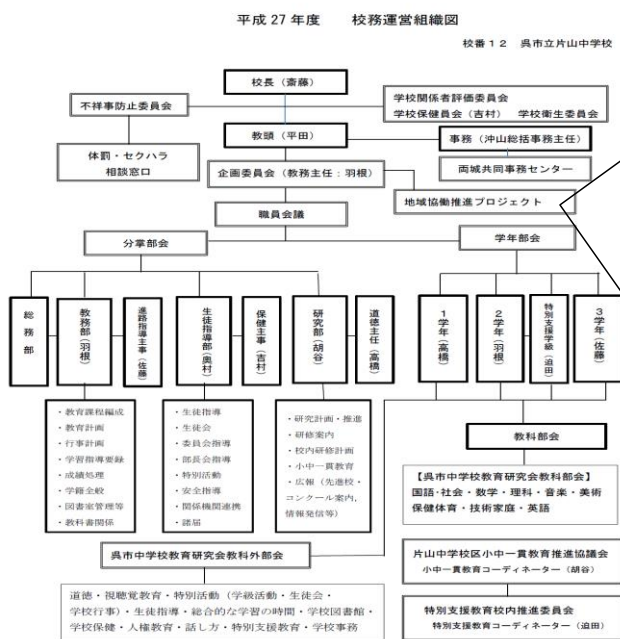 平成27年度　　校務運営組織図
校番12　呉市立片山中学校
校長（斎藤）
不祥事防止委員会
学校関係者評価委員会
学校保健委員会（吉村）　学校衛生委員会
教頭（平田）
事務（沖山総括事務主任）
体罰・セクハラ
相談窓口
企画委員会（教務主任：羽根）
両城共同事務センター
地域協働推進プロジェクト
職員会議
分掌部会
学年部会
総務部
教務部（羽根）
進路指導主事（佐藤）
生徒指導部（奥村）
保健主事（吉村）
研究部（胡谷）
道徳主任（高橋）
1学年（高橋）
2学年（羽根）
特別支援学級（迫田）
3学年（佐藤）
・教育課程編成
・教育計画
・行事計画
・学習指導要録
・成績処理
・学籍全般
・図書室管理等
・教科書関係
・生徒指導
・生徒会
・委員会指導
・部長会指導
・特別活動
・安全指導
・関係機関連携
・諸届
・研究計画・推進
・研修案内
・校内研修計画
・小中一貫教育
・広報（先進校・
コンクール案内，
情報発信等）
教科部会
【呉市中学校教育研究会教科部会】
国語・社会・数学・理科・音楽・美術
保健体育・技術家庭・英語
呉市中学校教育研究会教科外部会
道徳・視聴覚教育・特別活動（学級活動・生徒会・
学校行事）・生徒指導・総合的な学習の時間・学校図書館・
学校保健・人権教育・話し方・特別支援教育・学校事務
片山中学校区小中一貫教育推進協議会
小中一貫教育コーディネーター（胡谷）
特別支援教育校内推進委員会
特別支援教育コーディネーター（迫田）